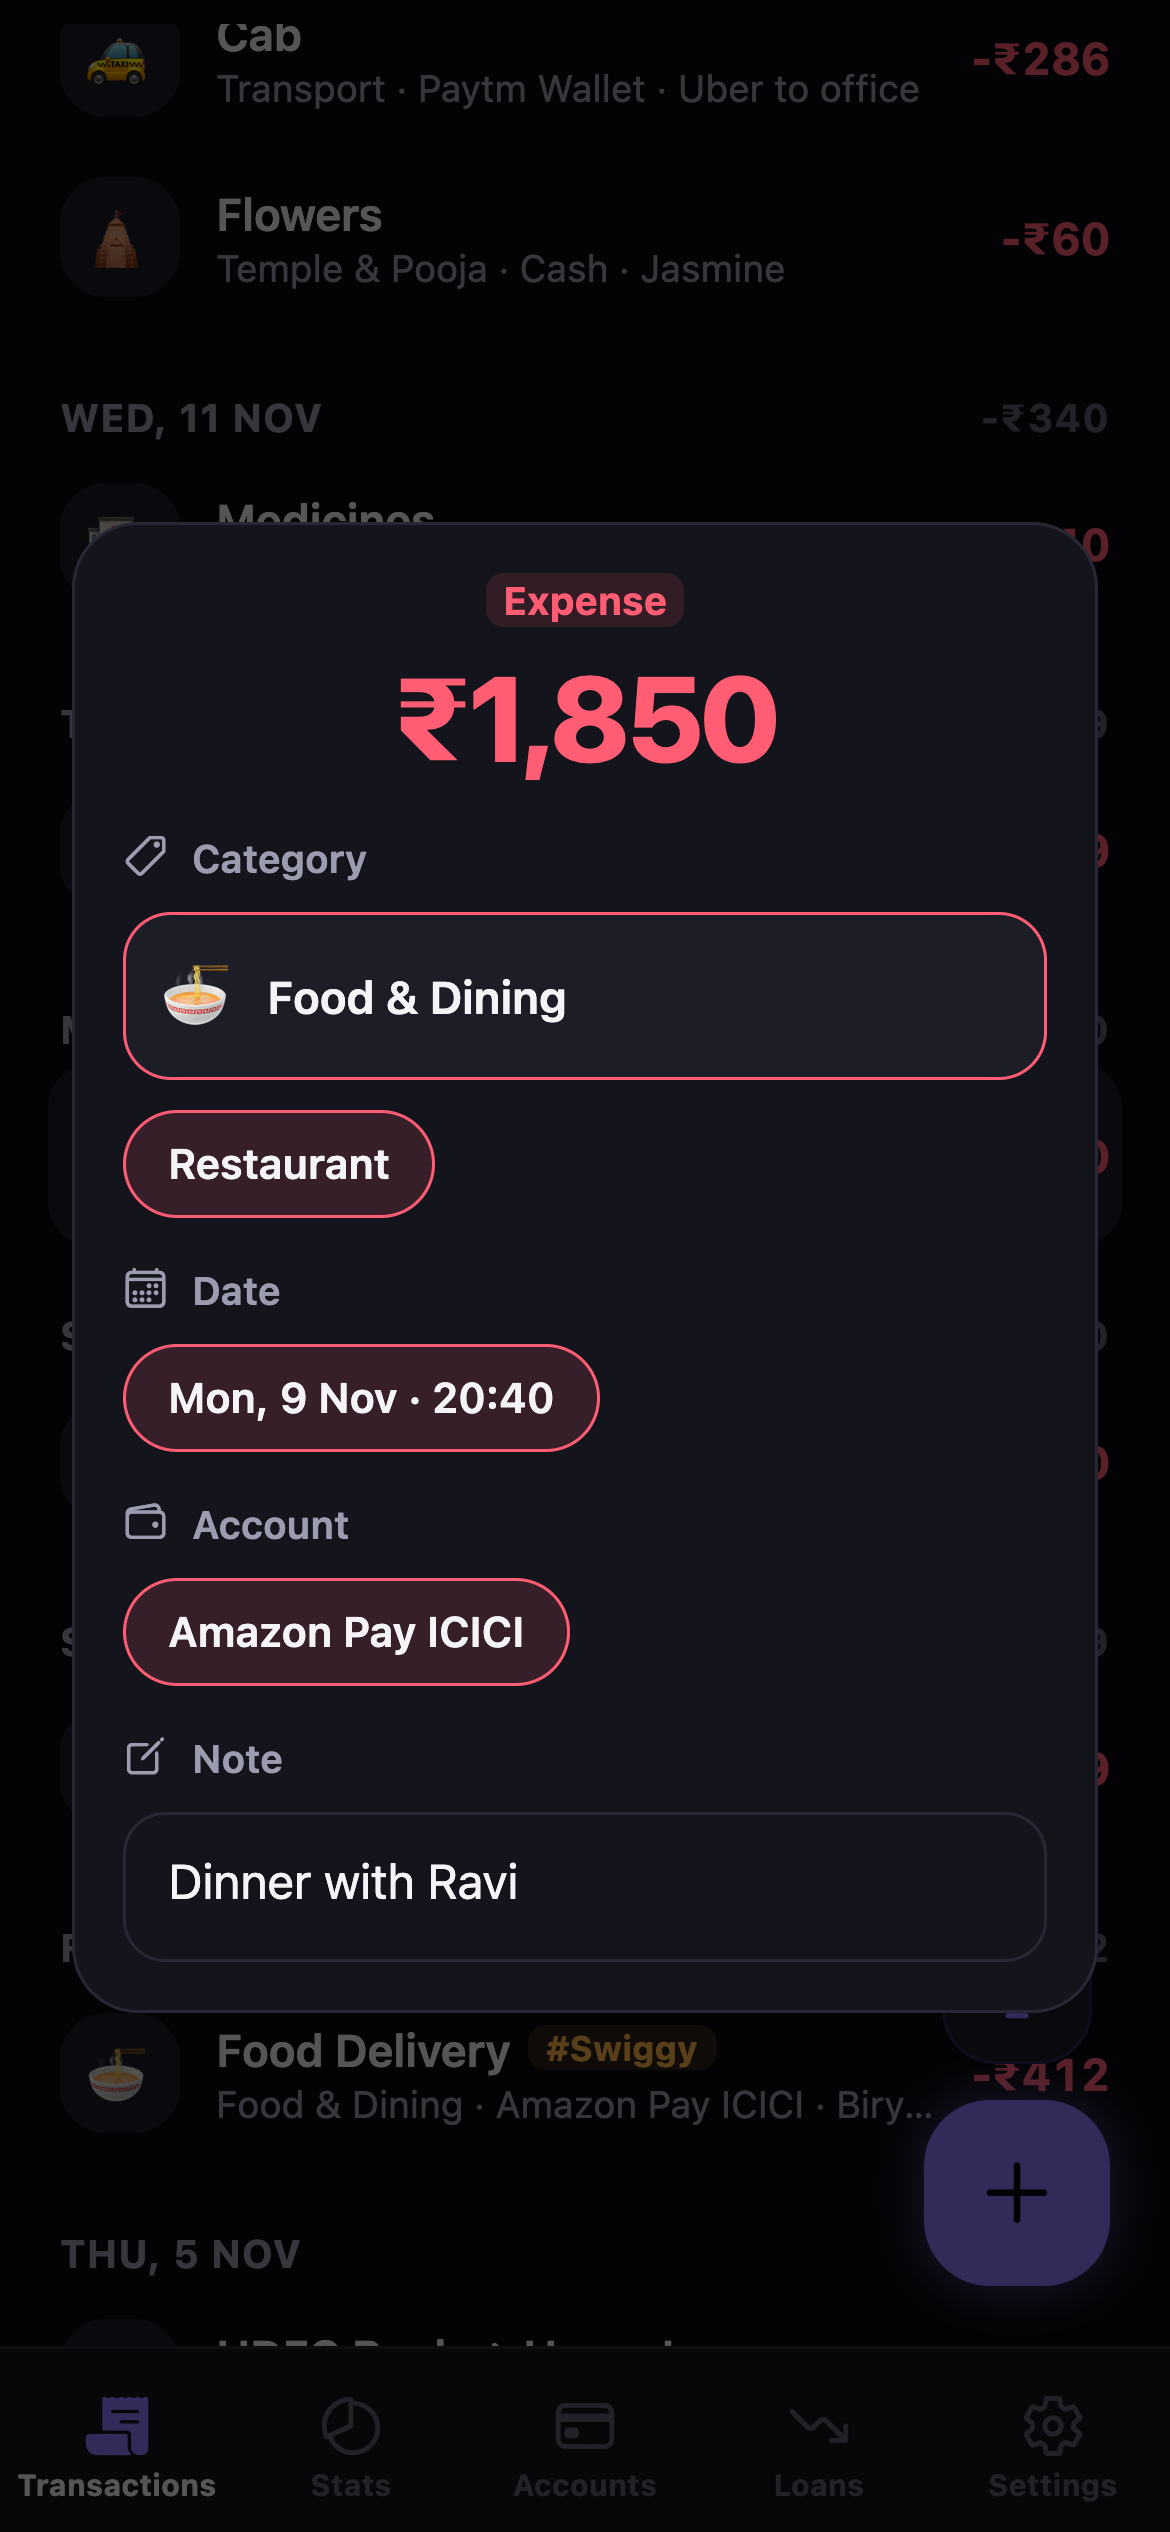 Cab
-₹286
Transport · Paytm Wallet · Uber to office
Flowers
-₹60
Temple & Pooja · Cash · Jasmine
WED, 11 NOV
-₹340
Medicines
Expense
₹1,850
Category
Food & Dining
Restaurant
Date
Mon, 9 Nov · 20:40
Account
Amazon Pay ICICI
Note
Dinner with Ravi
Food Delivery #Swiggy
-₹412
Food & Dining · Amazon Pay ICICI · Biry...
THU, 5 NOV
Transactions
Stats
Accounts
Loans
Settings